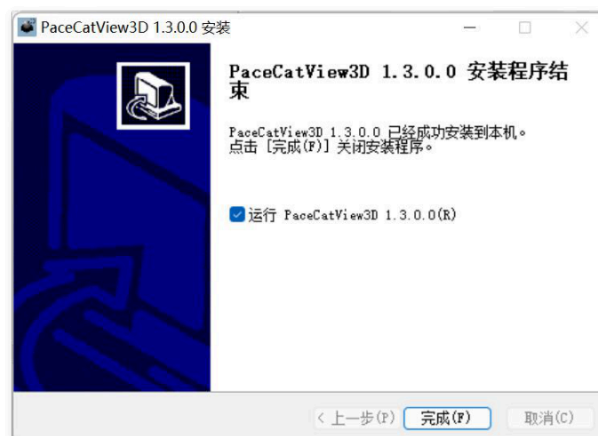 PaceCatView3D 1.3.0.0 安装
PaceCatView3D 1.3.0.0 安装程序结
束
PaceCatView3D 1.3.0.0 已经成功安装到本机。
点击 [完成(F)] 关闭安装程序。
运行 PaceCatView3D 1.3.0.0(R)
< 上一步(P) 完成(F) 取消(C)